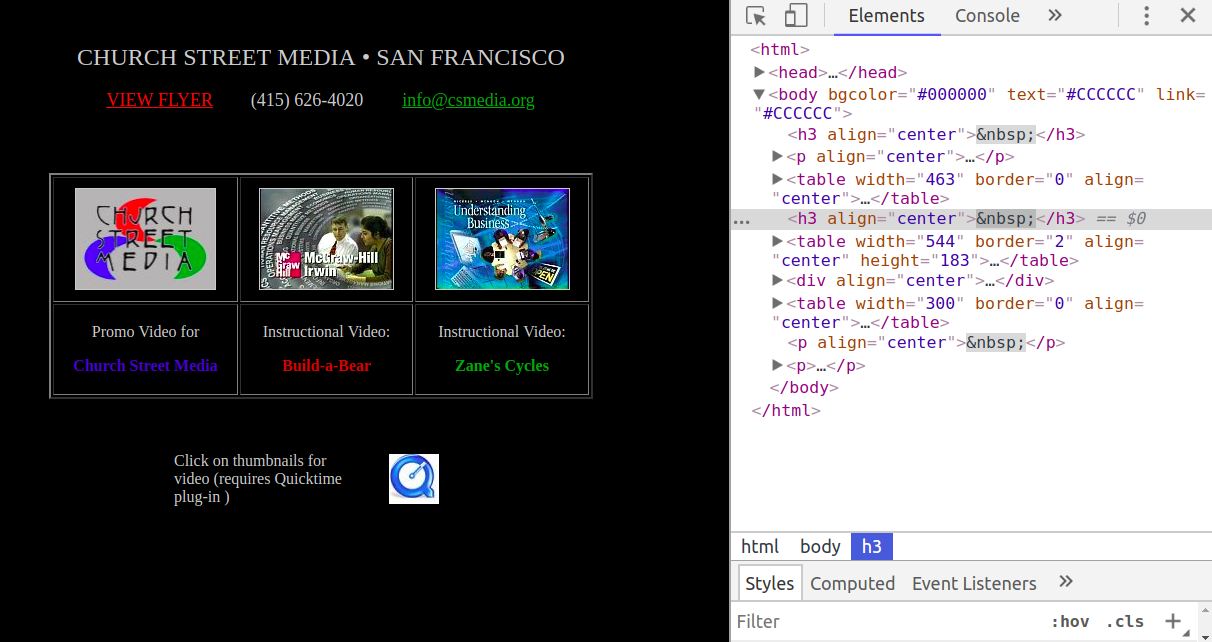 CHURCH STREET MEDIA • SAN FRANCISCO
VIEW FLYER (415) 626-4020 info@csmedia.org
CHURCH
STREET
MEDIA
Mc
Graw
Hill
McGraw-Hill
Irwin
Understanding
Business
Promo Video for
Church Street Media
Instructional Video:
Build-a-Bear
Instructional Video:
Zane's Cycles
Click on thumbnails for
video (requires Quicktime
plug-in )
Elements Console »
<html>
▶<head>…</head>
▼<body bgcolor="#000000" text="#CCCCCC" link=
"#CCCCCC">
<h3 align="center">&nbsp;</h3>
▶<p align="center">…</p>
▶<table width="463" border="0" align=
"center">…</table>
... <h3 align="center">&nbsp;</h3> == $0
▶<table width="544" border="2" align=
"center" height="183">…</table>
▶<div align="center">…</div>
▶<table width="300" border="0" align=
"center">…</table>
<p align="center">&nbsp;</p>
▶<p>…</p>
</body>
</html>
html body h3
Styles Computed Event Listeners »
Filter :hov .cls +